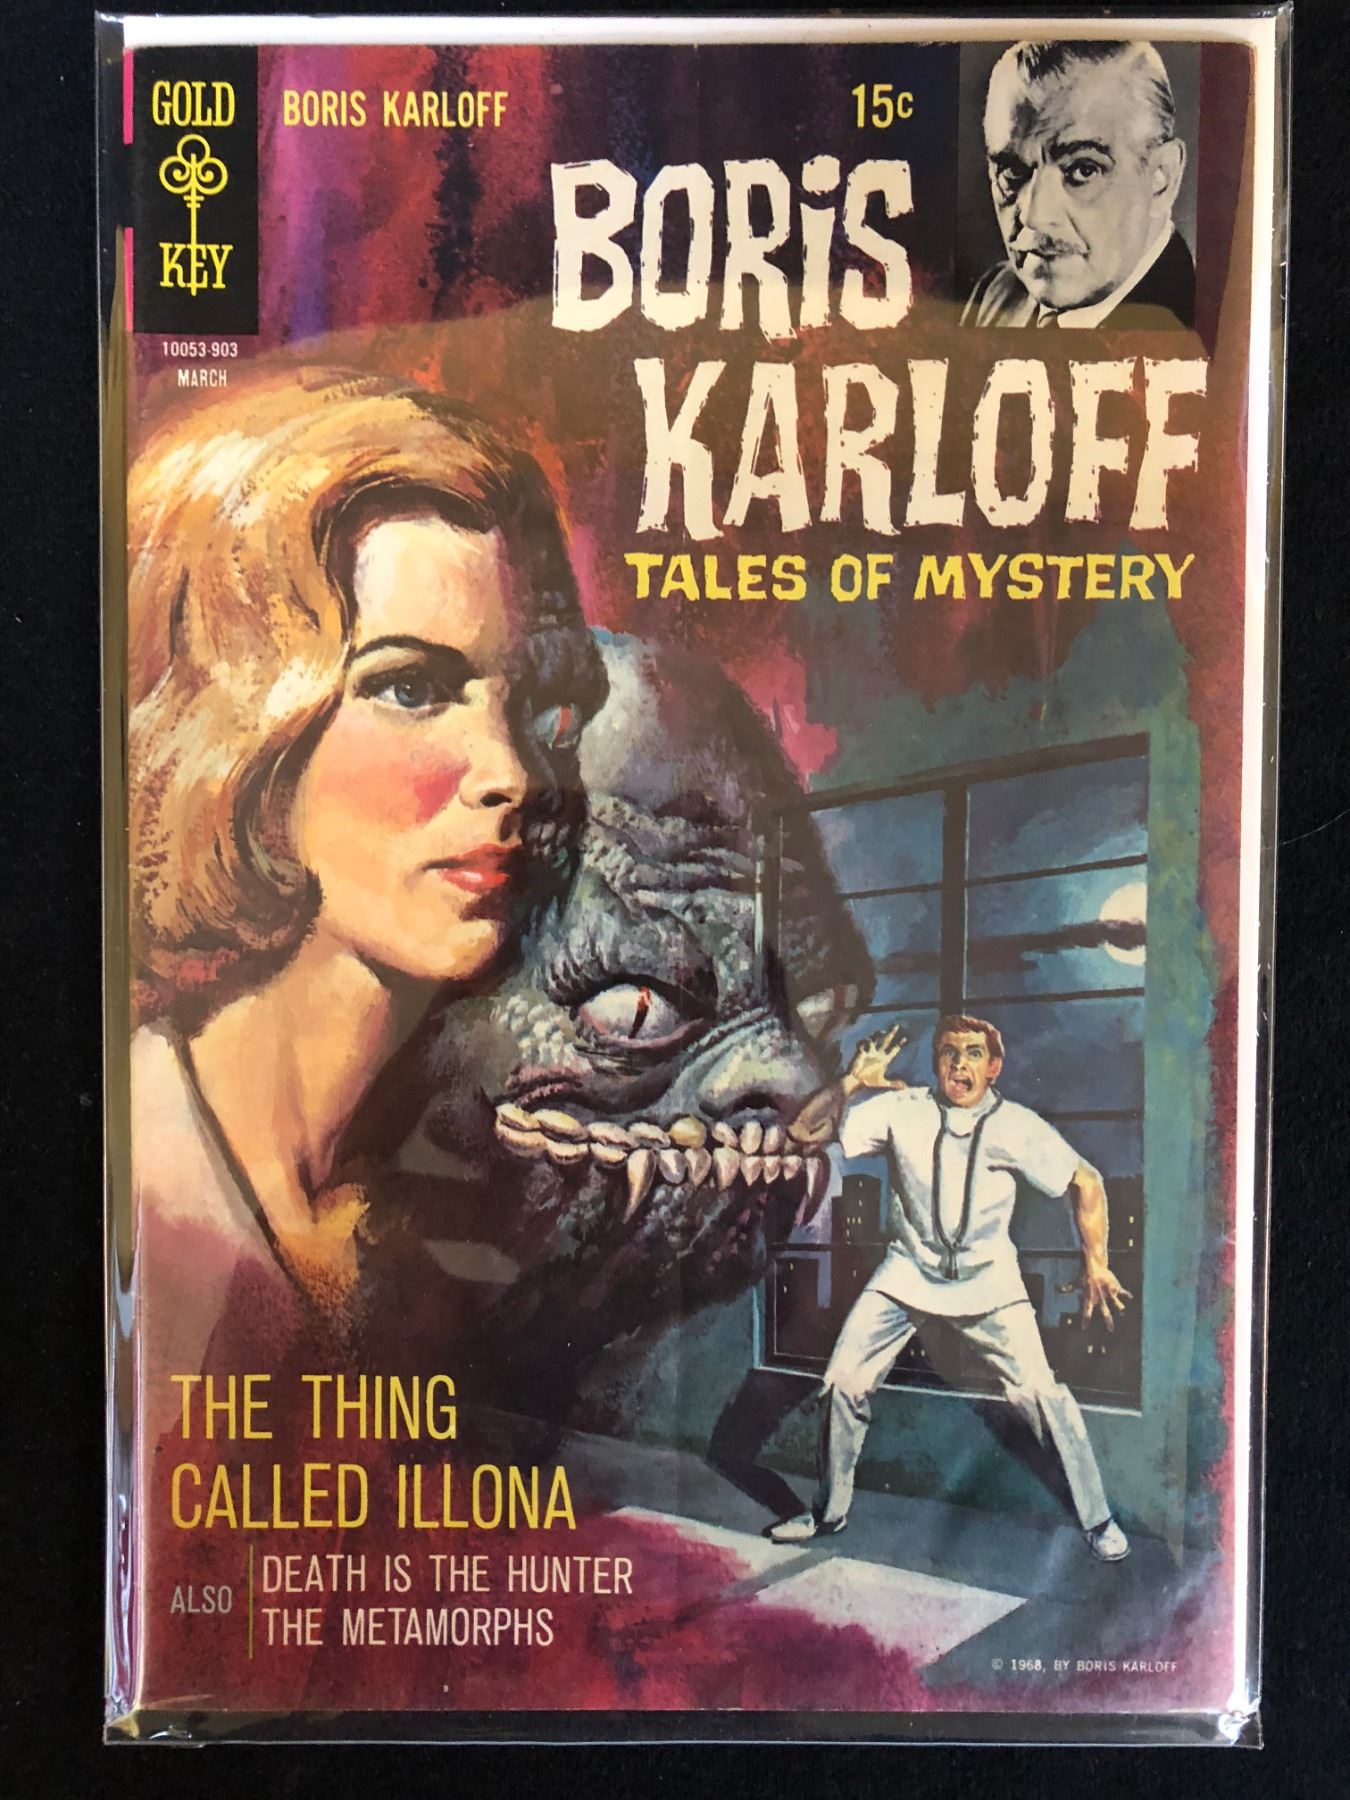 GOLD
KEY
BORIS KARLOFF
15c
10053-903
MARCH
BORiS
KARLOFF
TALES OF MYSTERY
THE THING
CALLED ILLONA
ALSO
DEATH IS THE HUNTER
THE METAMORPHS
© 1968, BY BORIS KARLOFF